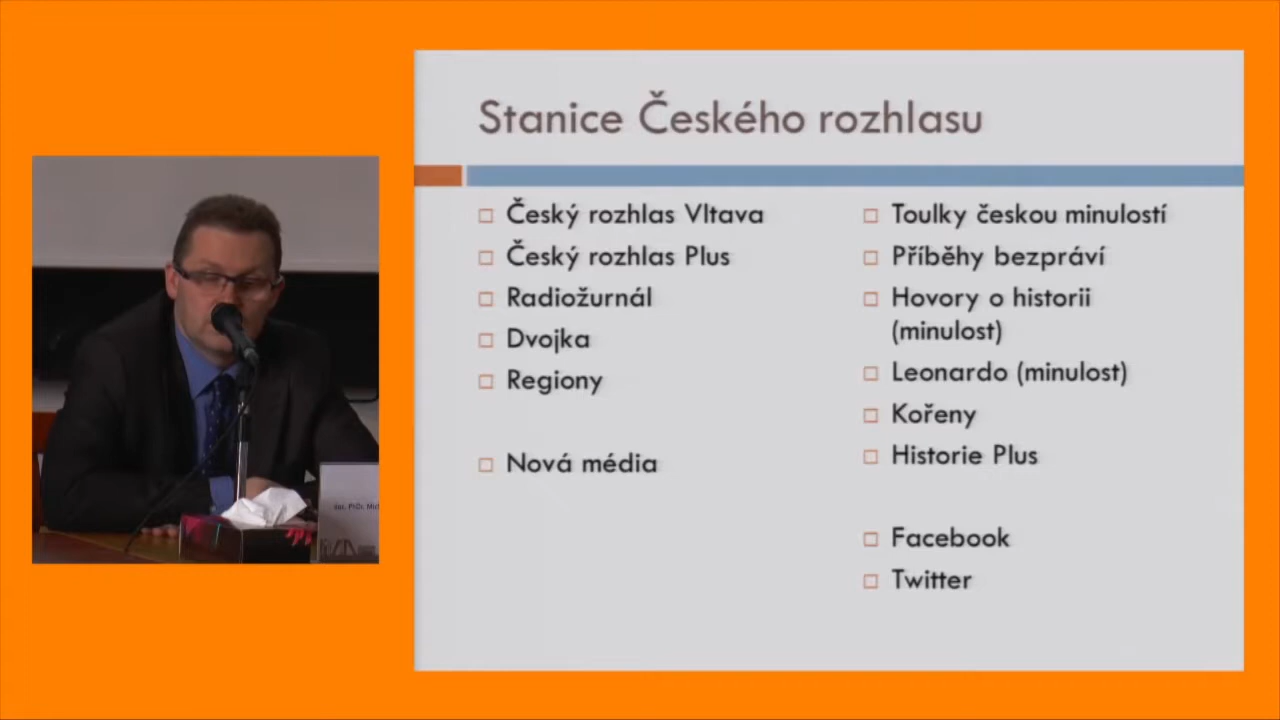 Stanice Českého rozhlasu
Český rozhlas Vltava
Český rozhlas Plus
Radiožurnál
Dvojka
Regiony
Nová média
Toulky českou minulostí
Příběhy bezpráví
Hovory o historii
(minulost)
Leonardo (minulost)
Kořeny
Historie Plus
Facebook
Twitter
PhDr.